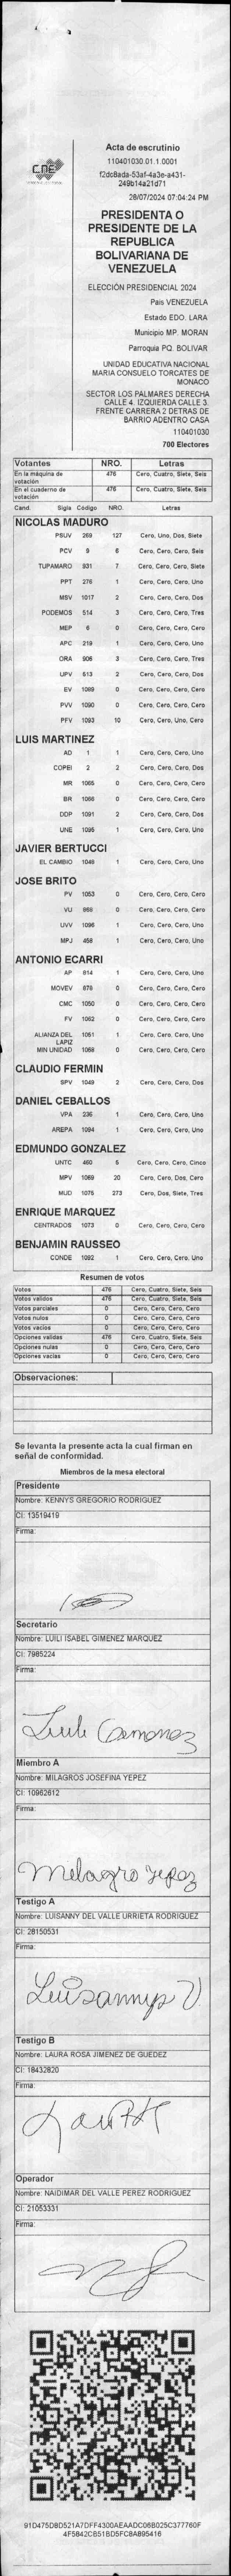 CNE
Acta de escrutinio
110401030.01.1.0001
f2dc8ada-53af-4a3e-a431-
249b14a21d71
28/07/2024 07:04:24 PM
PRESIDENTA O
PRESIDENTE DE LA
REPUBLICA
BOLIVARIANA DE
VENEZUELA
ELECCIÓN PRESIDENCIAL 2024
Pais VENEZUELA
Estado EDO. LARA
Municipio MP. MORAN
Parroquia PQ. BOLIVAR
UNIDAD EDUCATIVA NACIONAL
MARIA CONSUELO TORCATES DE
MONACO
SECTOR LOS PALMARES DERECHA
CALLE 4. IZQUIERDA CALLE 3.
FRENTE CARRERA 2 DETRAS DE
BARRIO ADENTRO CASA
110401030
700 Electores
Votantes NRO. Letras
En la máquina de votación 476 Cero, Cuatro, Siete, Seis
En el cuaderno de votación 476 Cero, Cuatro, Siete, Seis
Cand. Sigla Código NRO. Letras
NICOLAS MADURO
PSUV 269 127 Cero, Uno, Dos, Siete
PCV 9 6 Cero, Cero, Cero, Seis
TUPAMARO 931 7 Cero, Cero, Cero, Siete
PPT 276 1 Cero, Cero, Cero, Uno
MSV 1017 2 Cero, Cero, Cero, Dos
PODEMOS 514 3 Cero, Cero, Cero, Tres
MEP 6 0 Cero, Cero, Cero, Cero
APC 219 1 Cero, Cero, Cero, Uno
ORA 906 3 Cero, Cero, Cero, Tres
UPV 613 2 Cero, Cero, Cero, Dos
EV 1089 0 Cero, Cero, Cero, Cero
PVV 1090 0 Cero, Cero, Cero, Cero
PFV 1093 10 Cero, Cero, Uno, Cero
LUIS MARTINEZ
AD 1 1 Cero, Cero, Cero, Uno
COPEI 2 2 Cero, Cero, Cero, Dos
MR 1065 0 Cero, Cero, Cero, Cero
BR 1066 0 Cero, Cero, Cero, Cero
DDP 1091 2 Cero, Cero, Cero, Dos
UNE 1095 1 Cero, Cero, Cero, Uno
JAVIER BERTUCCI
EL CAMBIO 1048 1 Cero, Cero, Cero, Uno
JOSE BRITO
PV 1053 0 Cero, Cero, Cero, Cero
VU 868 0 Cero, Cero, Cero, Cero
UVV 1096 1 Cero, Cero, Cero, Uno
MPJ 458 1 Cero, Cero, Cero, Uno
ANTONIO ECARRI
AP 814 1 Cero, Cero, Cero, Uno
MOVEV 878 0 Cero, Cero, Cero, Cero
CMC 1050 0 Cero, Cero, Cero, Cero
FV 1062 0 Cero, Cero, Cero, Cero
ALIANZA DEL LAPIZ 1051 1 Cero, Cero, Cero, Uno
MIN UNIDAD 1068 0 Cero, Cero, Cero, Cero
CLAUDIO FERMIN
SPV 1049 2 Cero, Cero, Cero, Dos
DANIEL CEBALLOS
VPA 236 1 Cero, Cero, Cero, Uno
AREPA 1094 1 Cero, Cero, Cero, Uno
EDMUNDO GONZALEZ
UNTC 460 5 Cero, Cero, Cero, Cinco
MPV 1069 20 Cero, Cero, Dos, Cero
MUD 1075 273 Cero, Dos, Siete, Tres
ENRIQUE MARQUEZ
CENTRADOS 1073 0 Cero, Cero, Cero, Cero
BENJAMIN RAUSSEO
CONDE 1092 1 Cero, Cero, Cero, Uno
Resumen de votos
Votos 476 Cero, Cuatro, Siete, Seis
Votos validos 476 Cero, Cuatro, Siete, Seis
Votos parciales 0 Cero, Cero, Cero, Cero
Votos nulos 0 Cero, Cero, Cero, Cero
Votos vacios 0 Cero, Cero, Cero, Cero
Opciones validas 476 Cero, Cuatro, Siete, Seis
Opciones nulas 0 Cero, Cero, Cero, Cero
Opciones vacias 0 Cero, Cero, Cero, Cero
Observaciones:
Se levanta la presente acta la cual firman en
señal de conformidad.
Miembros de la mesa electoral
Presidente
Nombre: KENNYS GREGORIO RODRIGUEZ
CI: 13519419
Firma:
Secretario
Nombre: LUILI ISABEL GIMENEZ MARQUEZ
CI: 7985224
Firma:
Miembro A
Nombre: MILAGROS JOSEFINA YEPEZ
CI: 10962612
Firma:
Milagro Yepez
Testigo A
Nombre: LUISANNY DEL VALLE URRIETA RODRIGUEZ
CI: 28150531
Firma:
Luisannys U.
Testigo B
Nombre: LAURA ROSA JIMENEZ DE GUEDEZ
CI: 18432820
Firma:
Operador
Nombre: NAIDIMAR DEL VALLE PEREZ RODRIGUEZ
CI: 21053331
Firma:
91D475D8D521A7DFF4300AEAADC06B025C377760F
4F5842CB51BD5FC8A895416